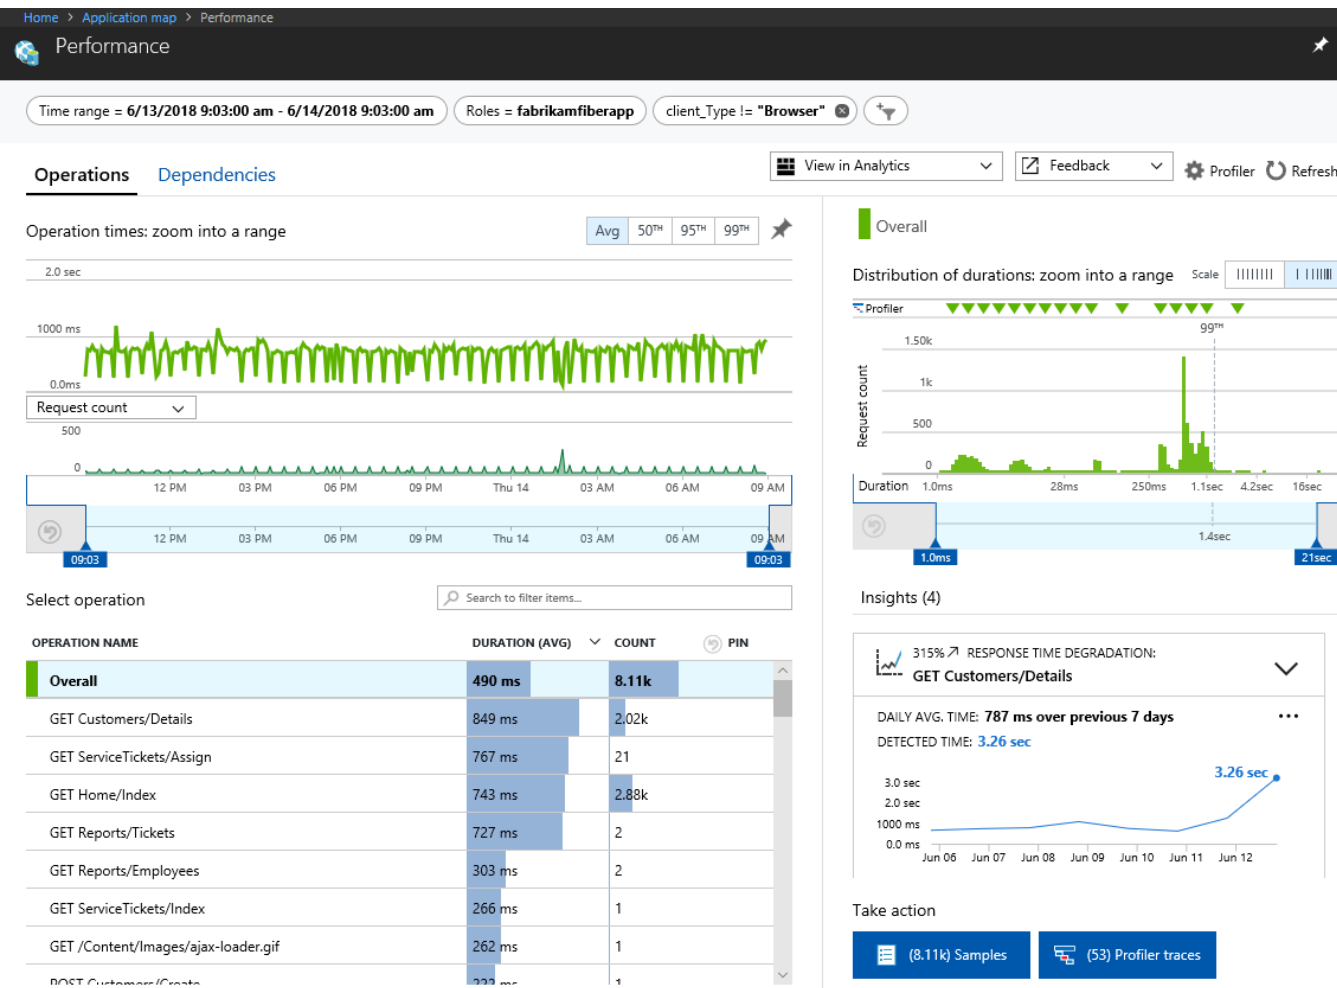 Home > Application map > Performance
Performance
Time range = 6/13/2018 9:03:00 am - 6/14/2018 9:03:00 am
Roles = fabrikamfiberapp
client_Type != "Browser"
Operations
Dependencies
View in Analytics
Feedback
Profiler
Refresh
Operation times: zoom into a range
Avg 50TH 95TH 99TH
2.0 sec
1000 ms
0.0ms
Request count
500
0
12 PM 03 PM 06 PM 09 PM Thu 14 03 AM 06 AM 09 AM
12 PM 03 PM 06 PM 09 PM Thu 14 03 AM 06 AM 09 AM
09:03 09:03
Select operation
Search to filter items...
OPERATION NAME DURATION (AVG) COUNT PIN
Overall 490 ms 8.11k
GET Customers/Details 849 ms 2.02k
GET ServiceTickets/Assign 767 ms 21
GET Home/Index 743 ms 2.88k
GET Reports/Tickets 727 ms 2
GET Reports/Employees 303 ms 2
GET ServiceTickets/Index 266 ms 1
GET /Content/Images/ajax-loader.gif 262 ms 1
POST Customers/Create 222 ms 1
Overall
Distribution of durations: zoom into a range
Scale
Profiler
99TH
1.50k
1k
500
0
Request count
Duration 1.0ms 28ms 250ms 1.1sec 4.2sec 16sec
1.4sec
1.0ms 21sec
Insights (4)
315% RESPONSE TIME DEGRADATION:
GET Customers/Details
DAILY AVG. TIME: 787 ms over previous 7 days
DETECTED TIME: 3.26 sec
3.26 sec
3.0 sec
2.0 sec
1000 ms
0.0 ms
Jun 06 Jun 07 Jun 08 Jun 09 Jun 10 Jun 11 Jun 12
Take action
(8.11k) Samples
(53) Profiler traces